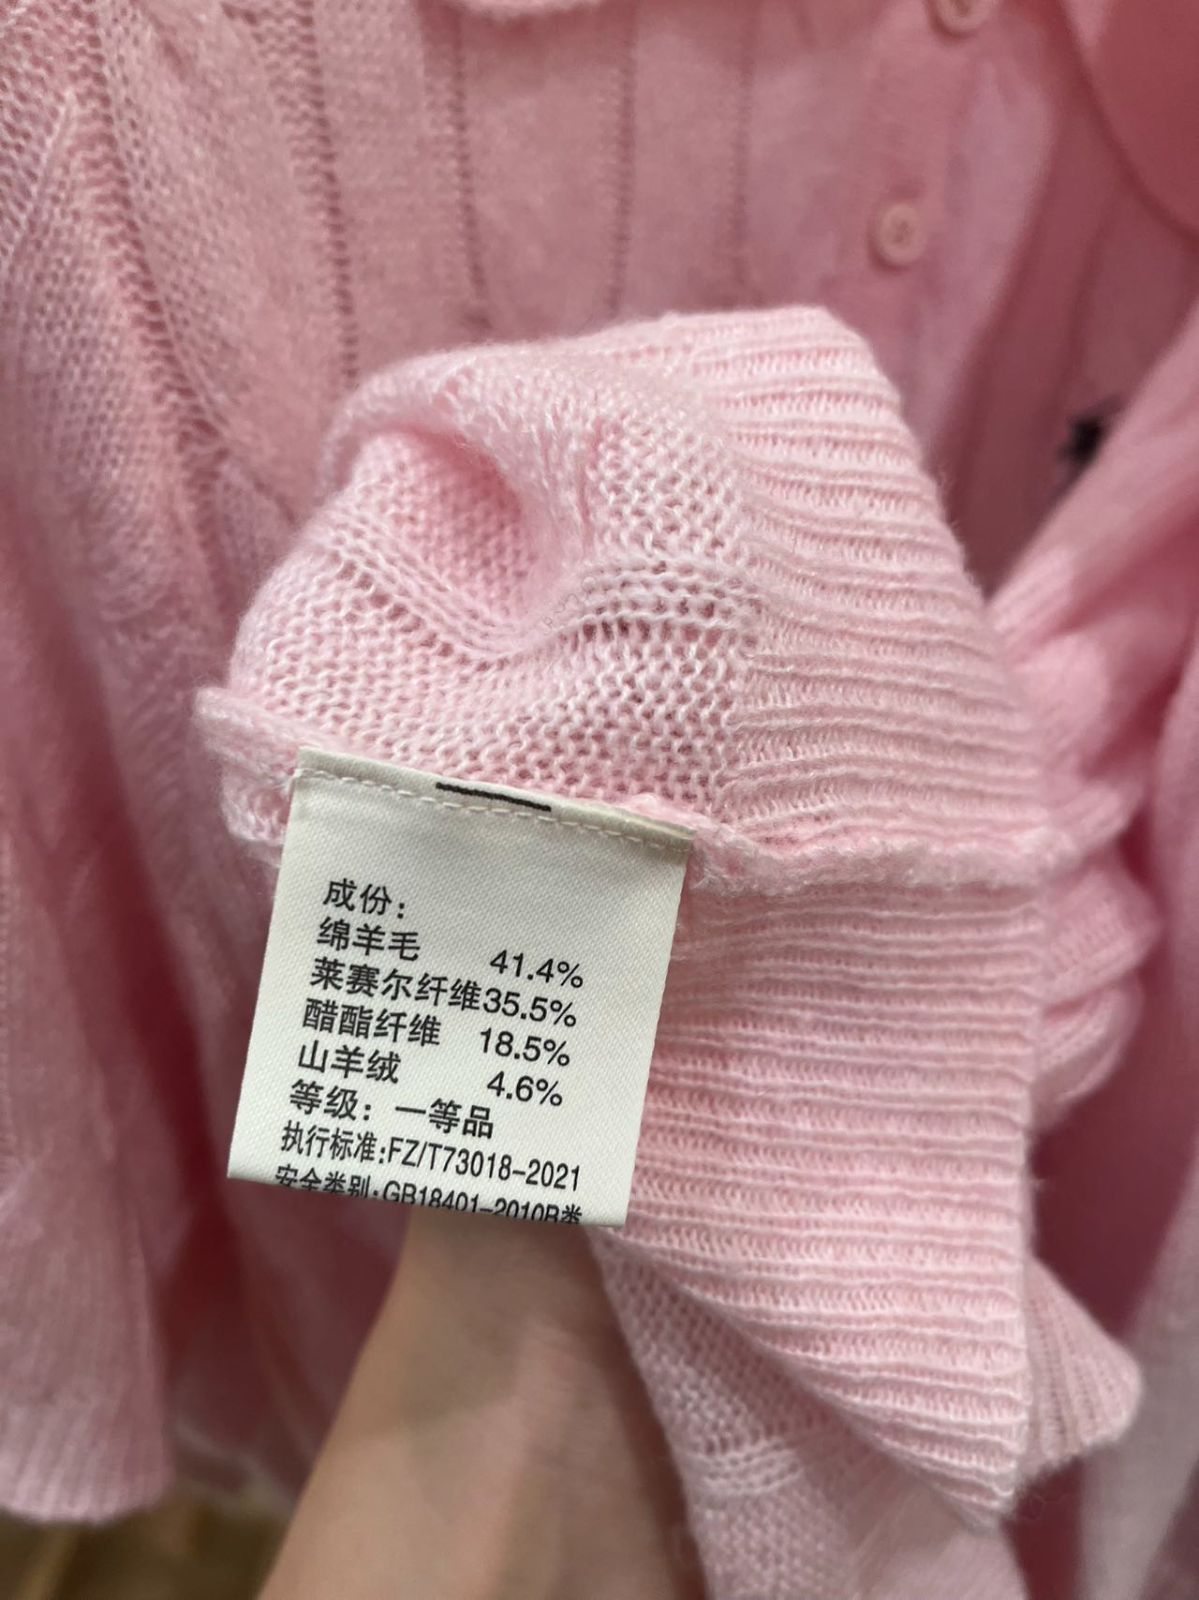 成份：
绵羊毛 41.4%
莱赛尔纤维35.5%
醋酯纤维 18.5%
山羊绒 4.6%
等级：一等品
执行标准:FZ/T73018-2021
安全类别:GB18401-2010B类